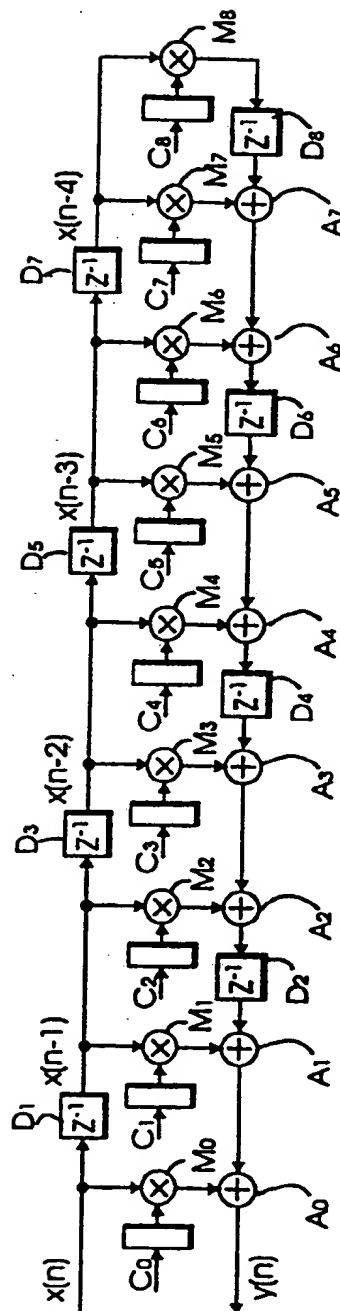 x(n) x(n-1) x(n-2) x(n-3) x(n-4)
D1 D3 D5 D7
Z-1 Z-1 Z-1 Z-1
C0 C1 C2 C3 C4 C5 C6 C7 C8
M0 M1 M2 M3 M4 M5 M6 M7 M8
Z-1 Z-1 Z-1 Z-1
D2 D4 D6 D8
y(n) A0 A1 A2 A3 A4 A5 A6 A7